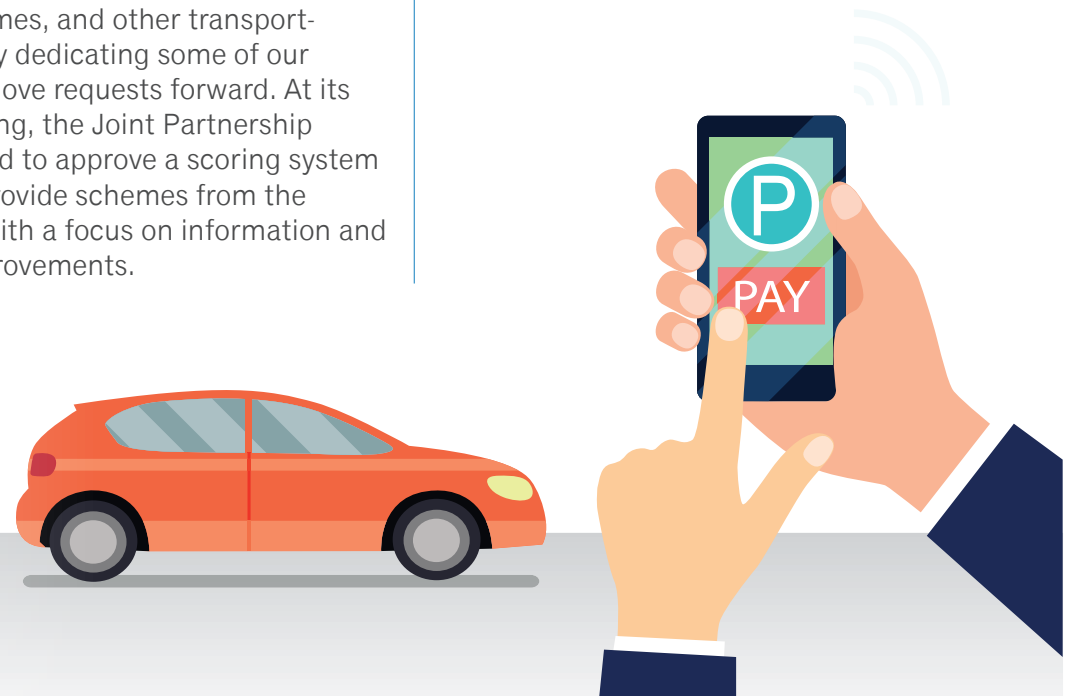 mes, and other transport-
y dedicating some of our
ove requests forward. At its
ng, the Joint Partnership
d to approve a scoring system
rovide schemes from the
ith a focus on information and
rovements.
P
PAY